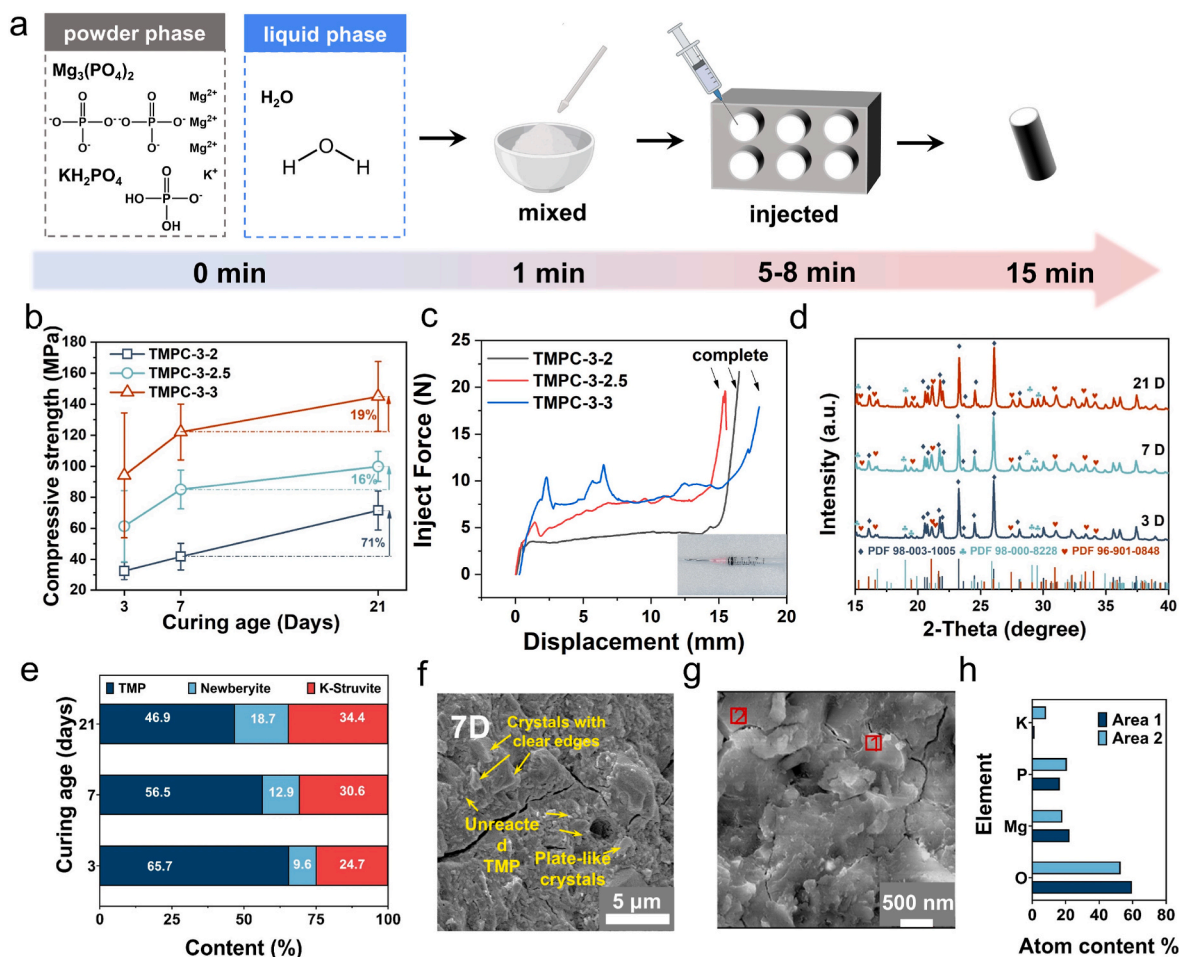 a
powder phase
Mg₃(PO₄)₂
O O
⁻O P O⁻ ⁻O P O⁻
O⁻ O⁻
Mg²⁺
Mg²⁺
Mg²⁺
KH₂PO₄
K⁺
O
HO P O⁻
OH
liquid phase
H₂O
O
H H
mixed
injected
0 min 1 min 5-8 min 15 min
b
Compressive strength (MPa)
180
160
140
120
100
80
60
40
20
TMPC-3-2
TMPC-3-2.5
TMPC-3-3
19%
16%
71%
3 7 21
Curing age (Days)
c
Inject Force (N)
25
20
15
10
5
0
TMPC-3-2
TMPC-3-2.5
TMPC-3-3
complete
0 5 10 15 20
Displacement (mm)
d
Intensity (a.u.)
21 D
7 D
3 D
♦ PDF 98-003-1005 ♣ PDF 98-000-8228 ♥ PDF 96-901-0848
15 20 25 30 35 40
2-Theta (degree)
e
Curing age (days)
TMP Newberyite K-Struvite
21 46.9 18.7 34.4
7 56.5 12.9 30.6
3 65.7 9.6 24.7
0 25 50 75 100
Content (%)
f
7D
Crystals with
clear edges
Unreacte
d
TMP
Plate-like
crystals
5 μm
g
2
1
500 nm
h
Element
K
P
Mg
O
Area 1
Area 2
0 20 40 60 80
Atom content %